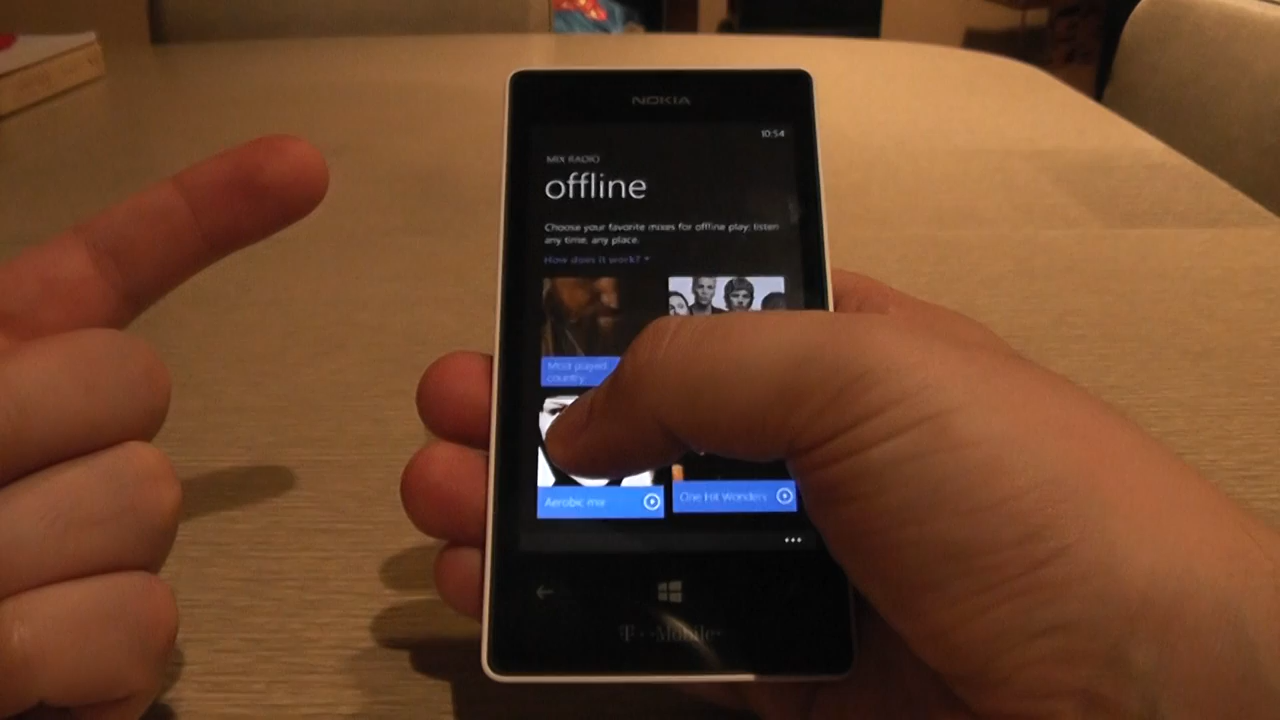 NOKIA
10:54
MIX RADIO
offline
Choose your favorite mixes for offline play; listen
any time, any place.
How does it work?
Most played
country
Aerobic mix
One Hit Wonders
T··Mobile·